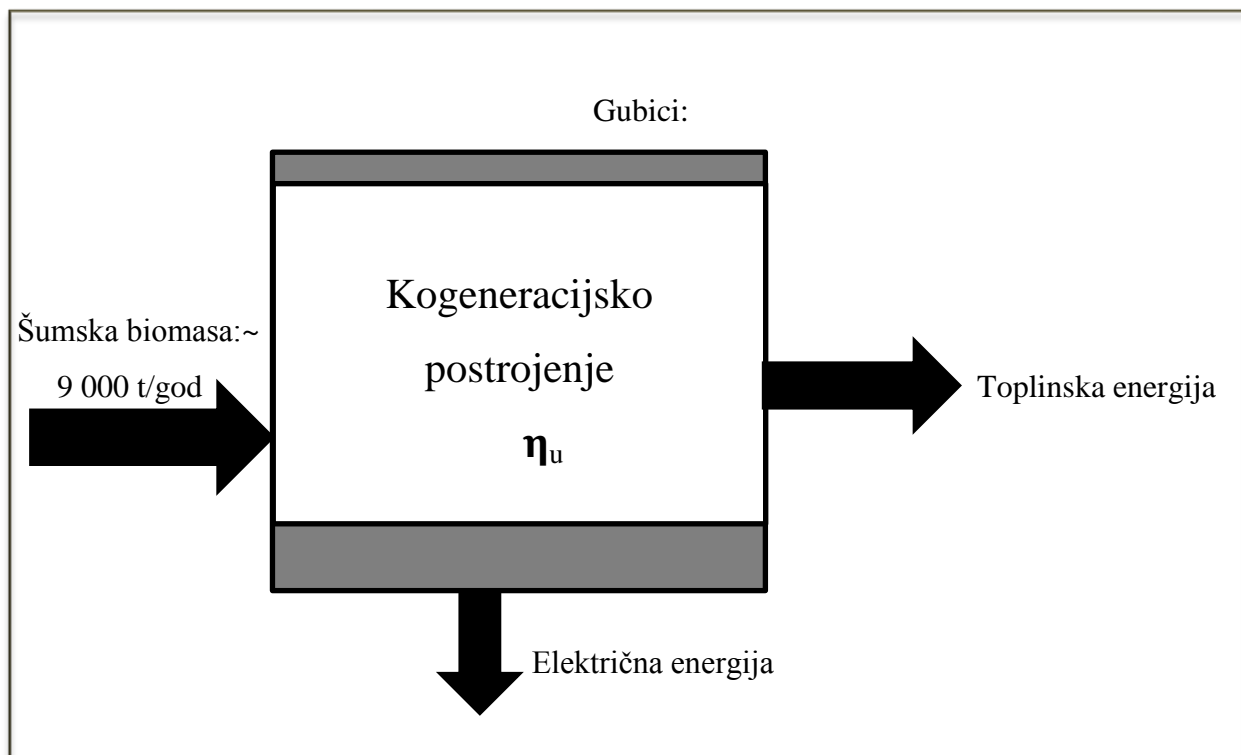 Gubici:
Kogeneracijsko
postrojenje
ηu
Šumska biomasa:~
9 000 t/god
Toplinska energija
Električna energija